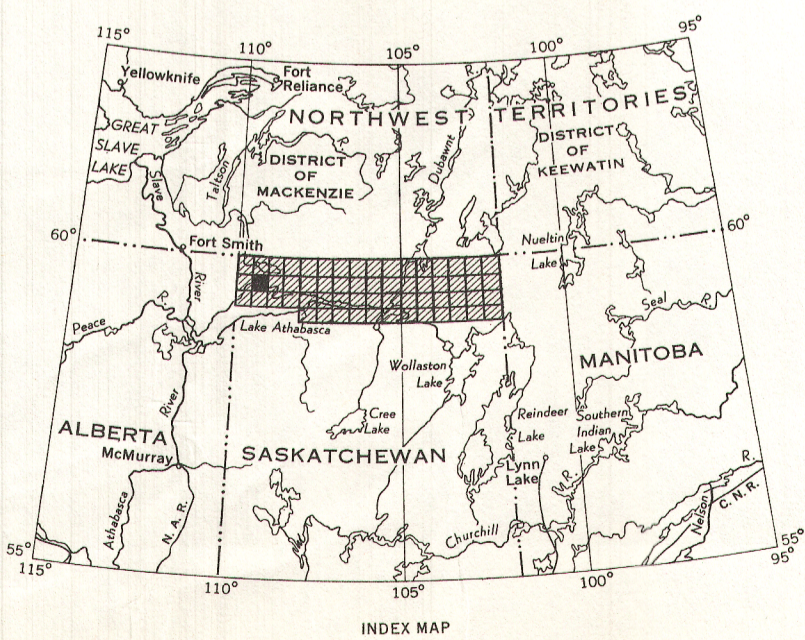 115°
110°
105°
100°
95°
Yellowknife
Fort
Reliance
R.
NORTHWEST TERRITORIES
GREAT
SLAVE
LAKE
Slave
Taltson
R.
DISTRICT
OF
MACKENZIE
Dubawnt
DISTRICT
OF
KEEWATIN
60°
60°
Fort Smith
Nueltin
Lake
River
R.
Peace
Seal R.
Lake Athabasca
Wollaston
Lake
MANITOBA
River
Cree
Lake
Reindeer
Lake
Southern
Indian
Lake
ALBERTA
McMurray
SASKATCHEWAN
Lynn
Lake
R.
R.
Athabasca
N. A. R.
Churchill
Nelson
C. N. R.
55°
55°
115°
110°
105°
100°
95°
INDEX MAP